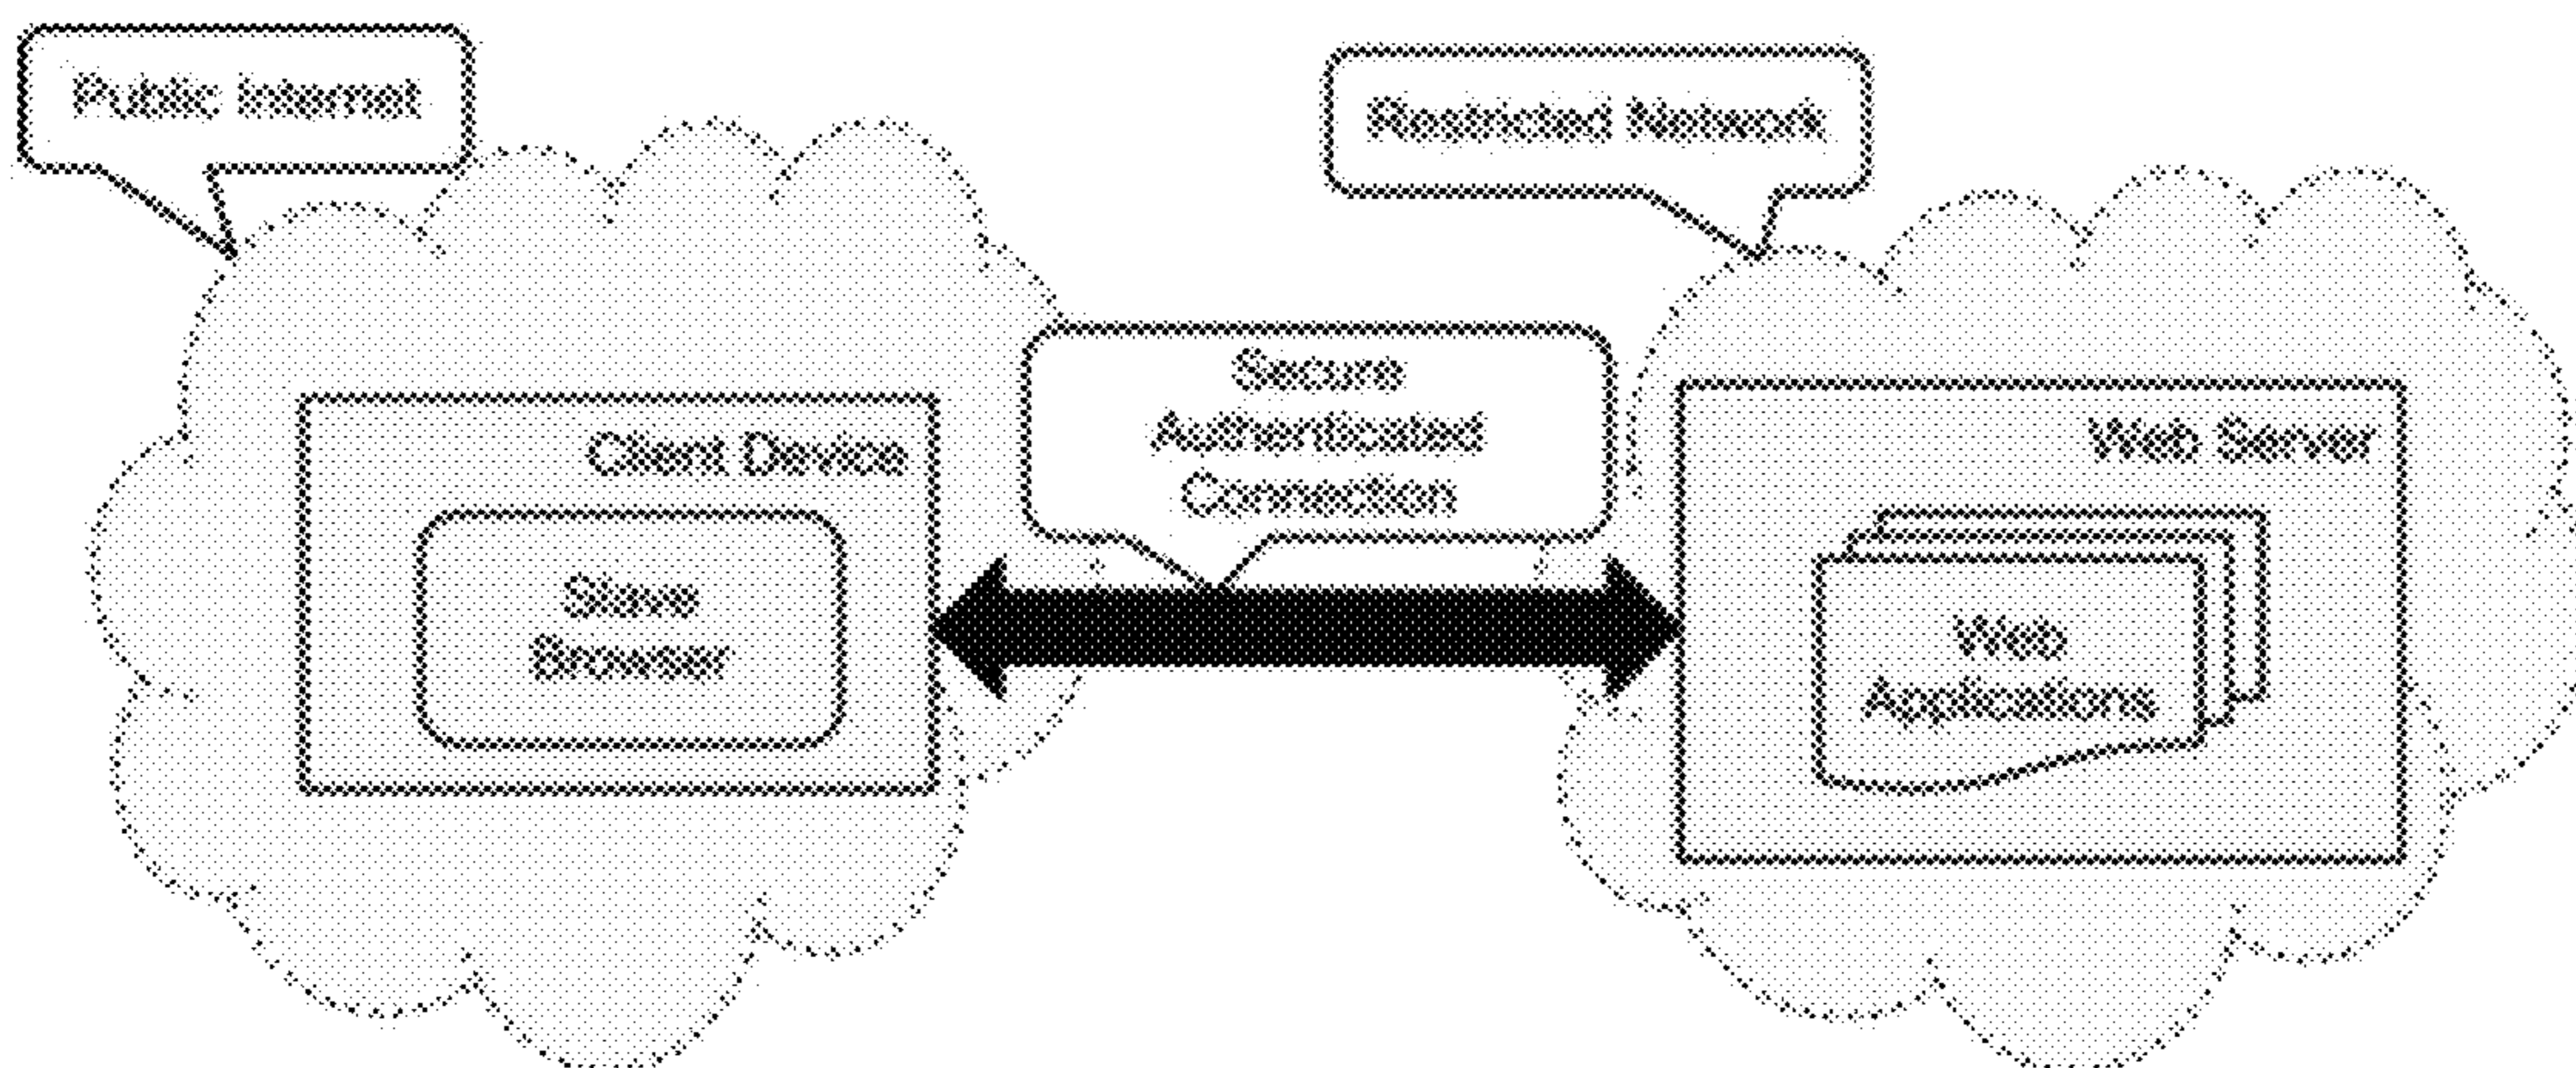 Public Internet
Restricted Network
Secure
Authenticated
Connection
Client Device
Web Server
Slave
Browser
Web
Applications